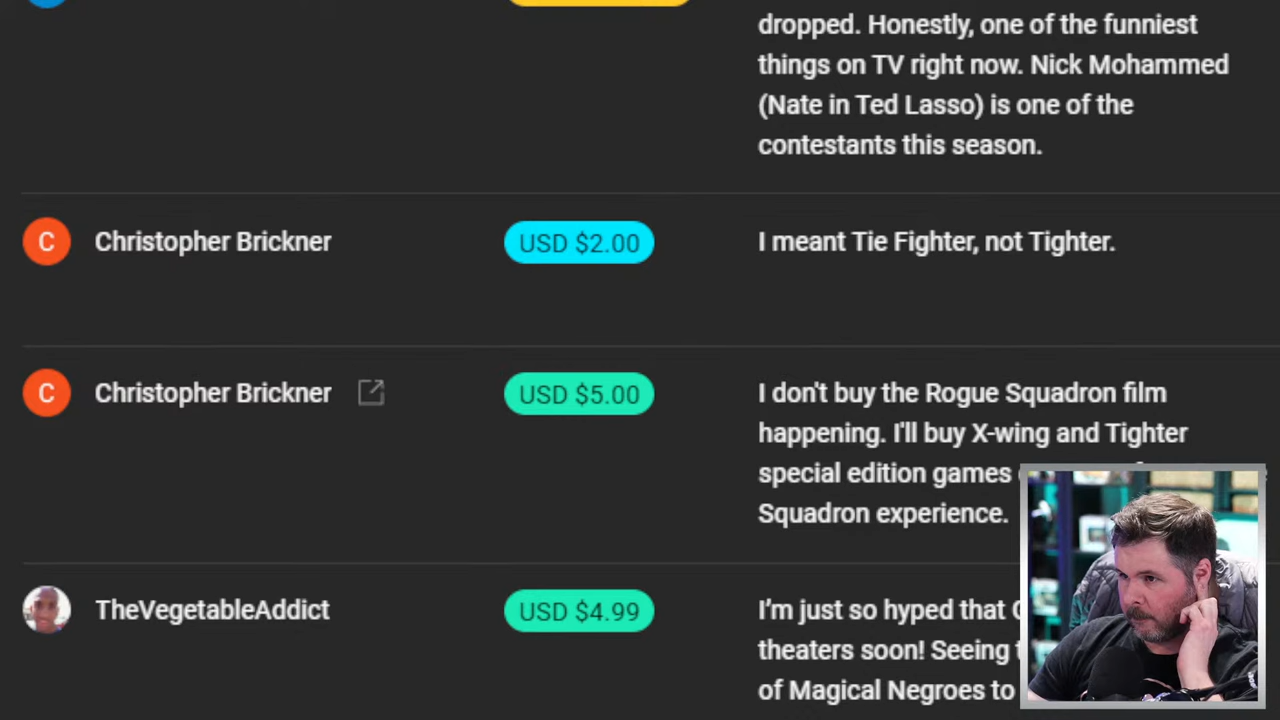 dropped. Honestly, one of the funniest
things on TV right now. Nick Mohammed
(Nate in Ted Lasso) is one of the
contestants this season.
C Christopher Brickner USD $2.00 I meant Tie Fighter, not Tighter.
C Christopher Brickner USD $5.00 I don't buy the Rogue Squadron film
happening. I'll buy X-wing and Tighter
special edition games
Squadron experience.
TheVegetableAddict USD $4.99 I'm just so hyped that
theaters soon! Seeing
of Magical Negroes to